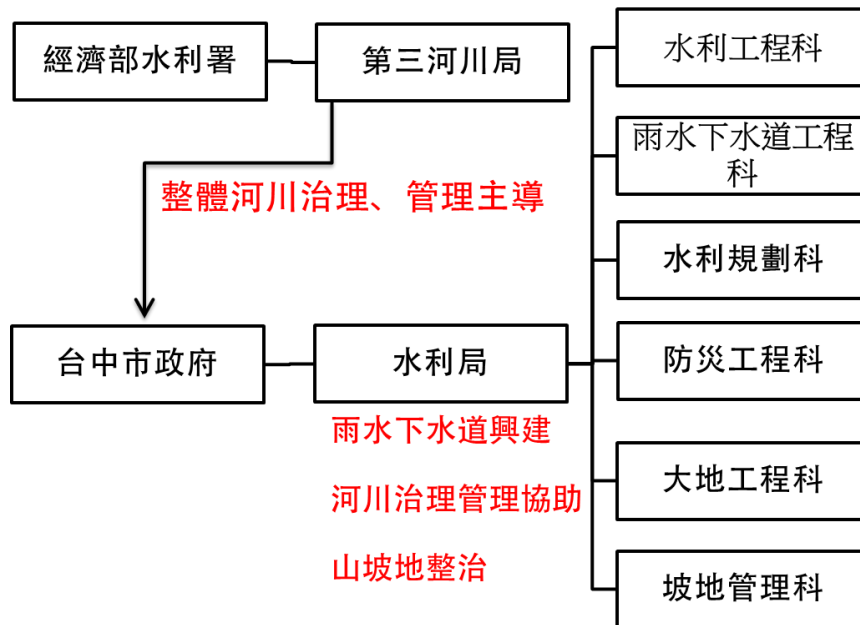 經濟部水利署
第三河川局
水利工程科
雨水下水道工程
科
整體河川治理、管理主導
水利規劃科
台中市政府
水利局
防災工程科
雨水下水道興建
河川治理管理協助
大地工程科
山坡地整治
坡地管理科